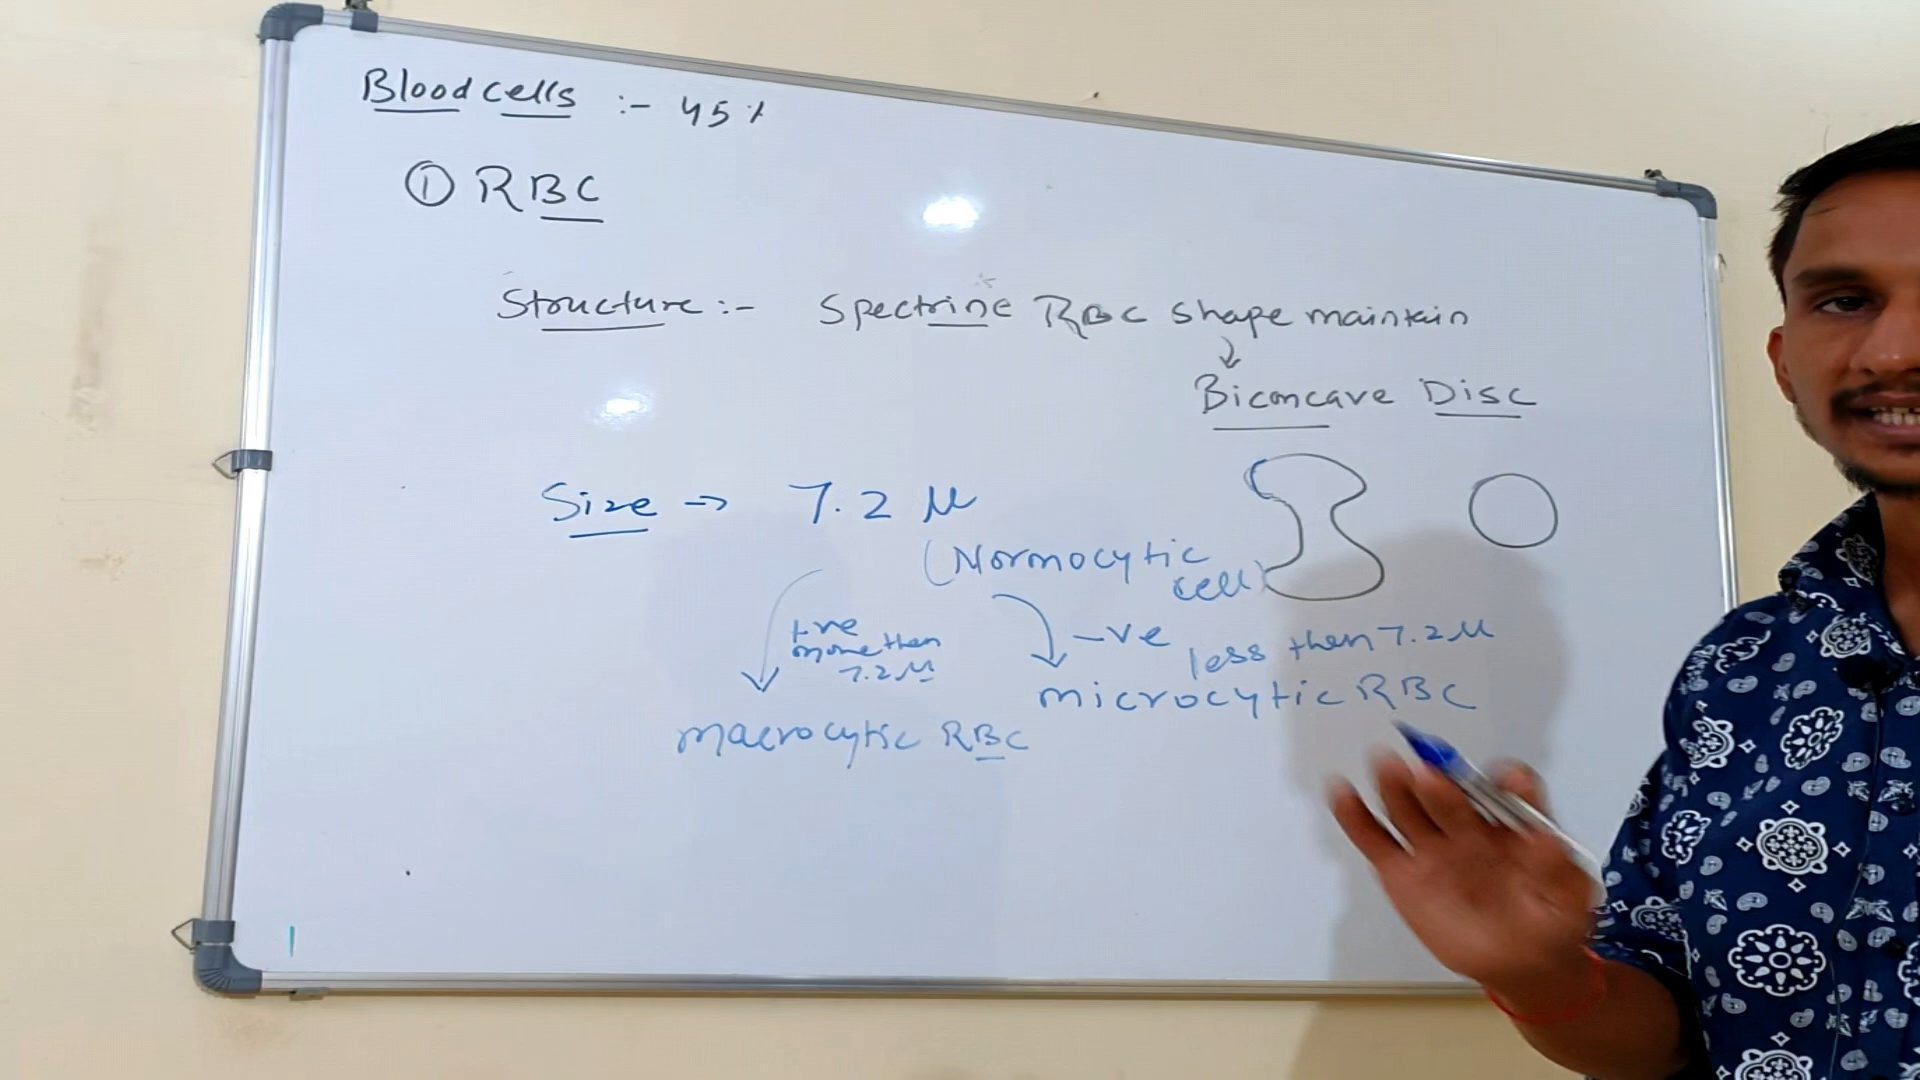 Blood cells :- 45%
① RBC
Structure :- Spectrine RBC shape maintain
↓
Biconcave Disc
Size → 7.2 μ
(Normocytic
cell)
+ve
more then
7.2 μ
-ve less then 7.2 μ
microcytic RBC
macrocytic RBC